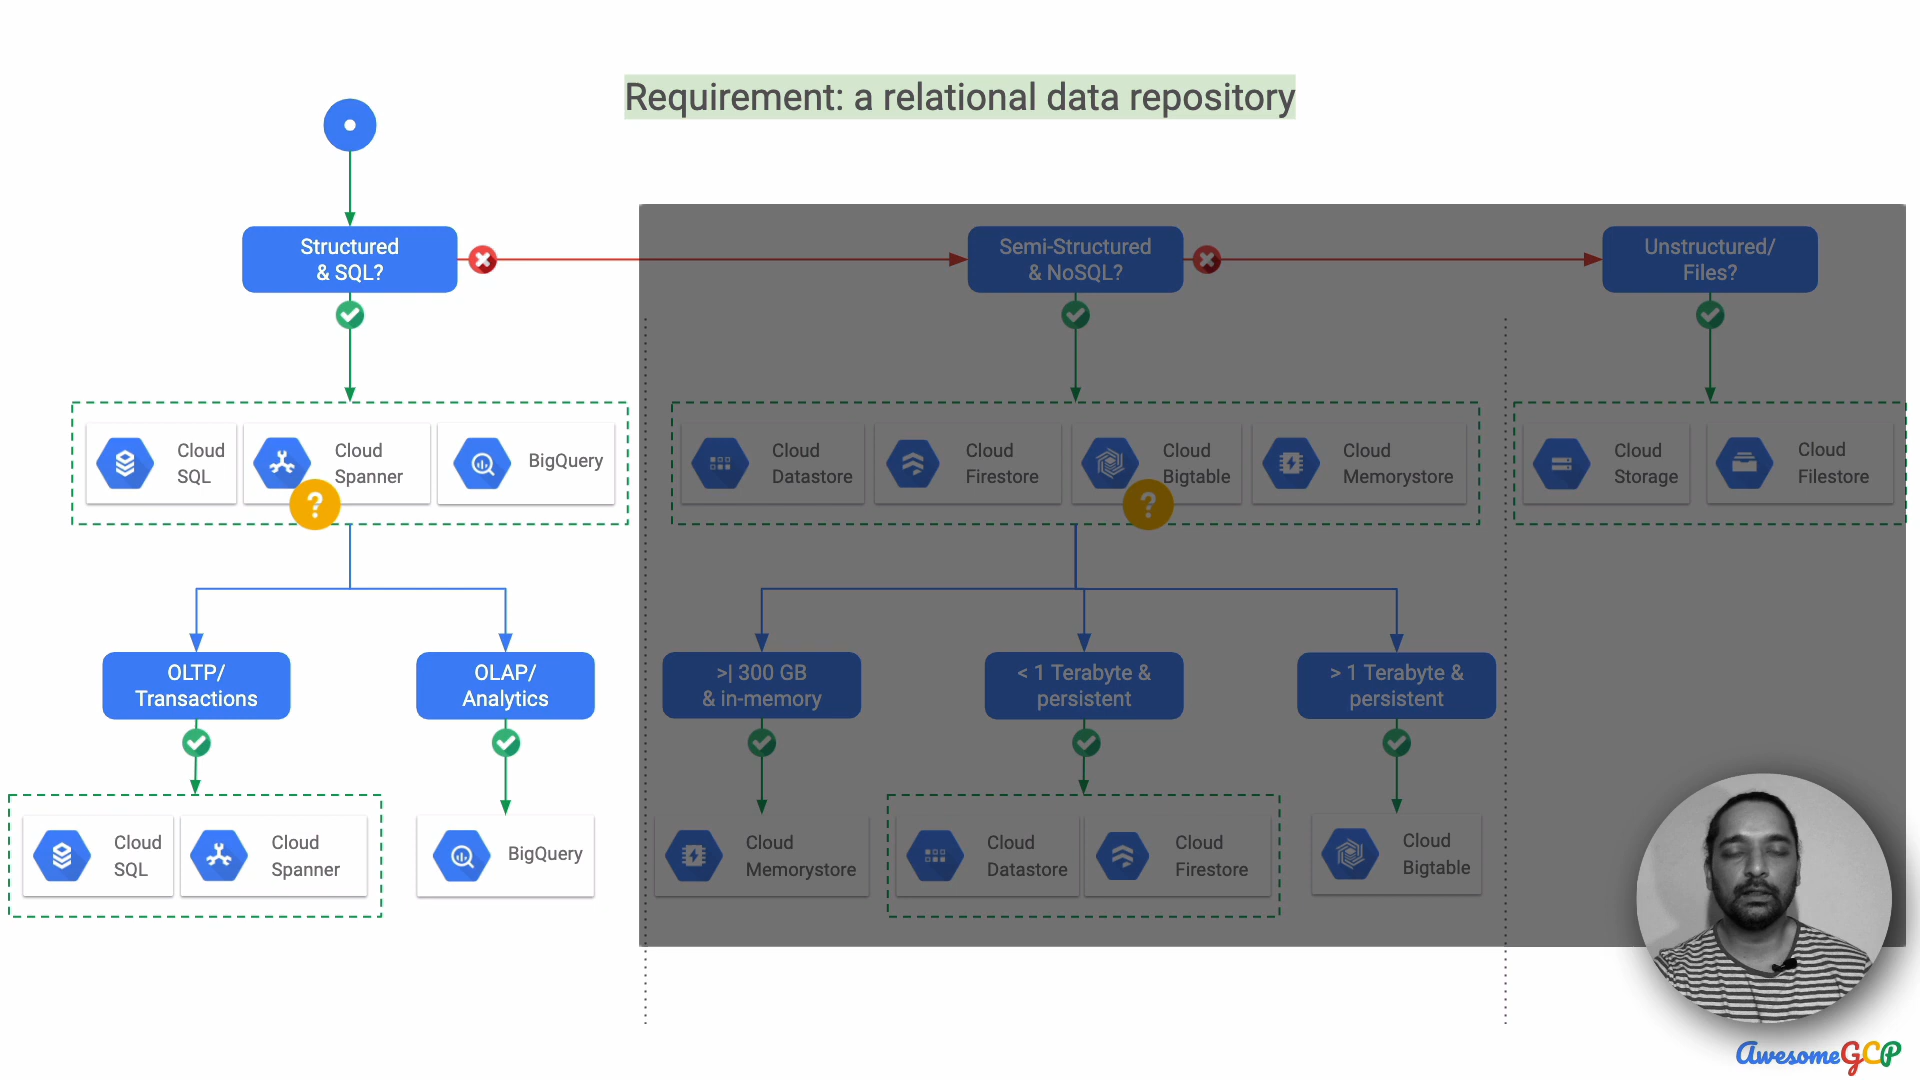 Requirement: a relational data repository
Structured
& SQL?
Semi-Structured
& NoSQL?
Unstructured/
Files?
Cloud
SQL
Cloud
Spanner
BigQuery
Cloud
Datastore
Cloud
Firestore
Cloud
Bigtable
Cloud
Memorystore
Cloud
Storage
Cloud
Filestore
?
?
OLTP/
Transactions
OLAP/
Analytics
>| 300 GB
& in-memory
< 1 Terabyte &
persistent
> 1 Terabyte &
persistent
Cloud
SQL
Cloud
Spanner
BigQuery
Cloud
Memorystore
Cloud
Datastore
Cloud
Firestore
Cloud
Bigtable
AwesomeGCP